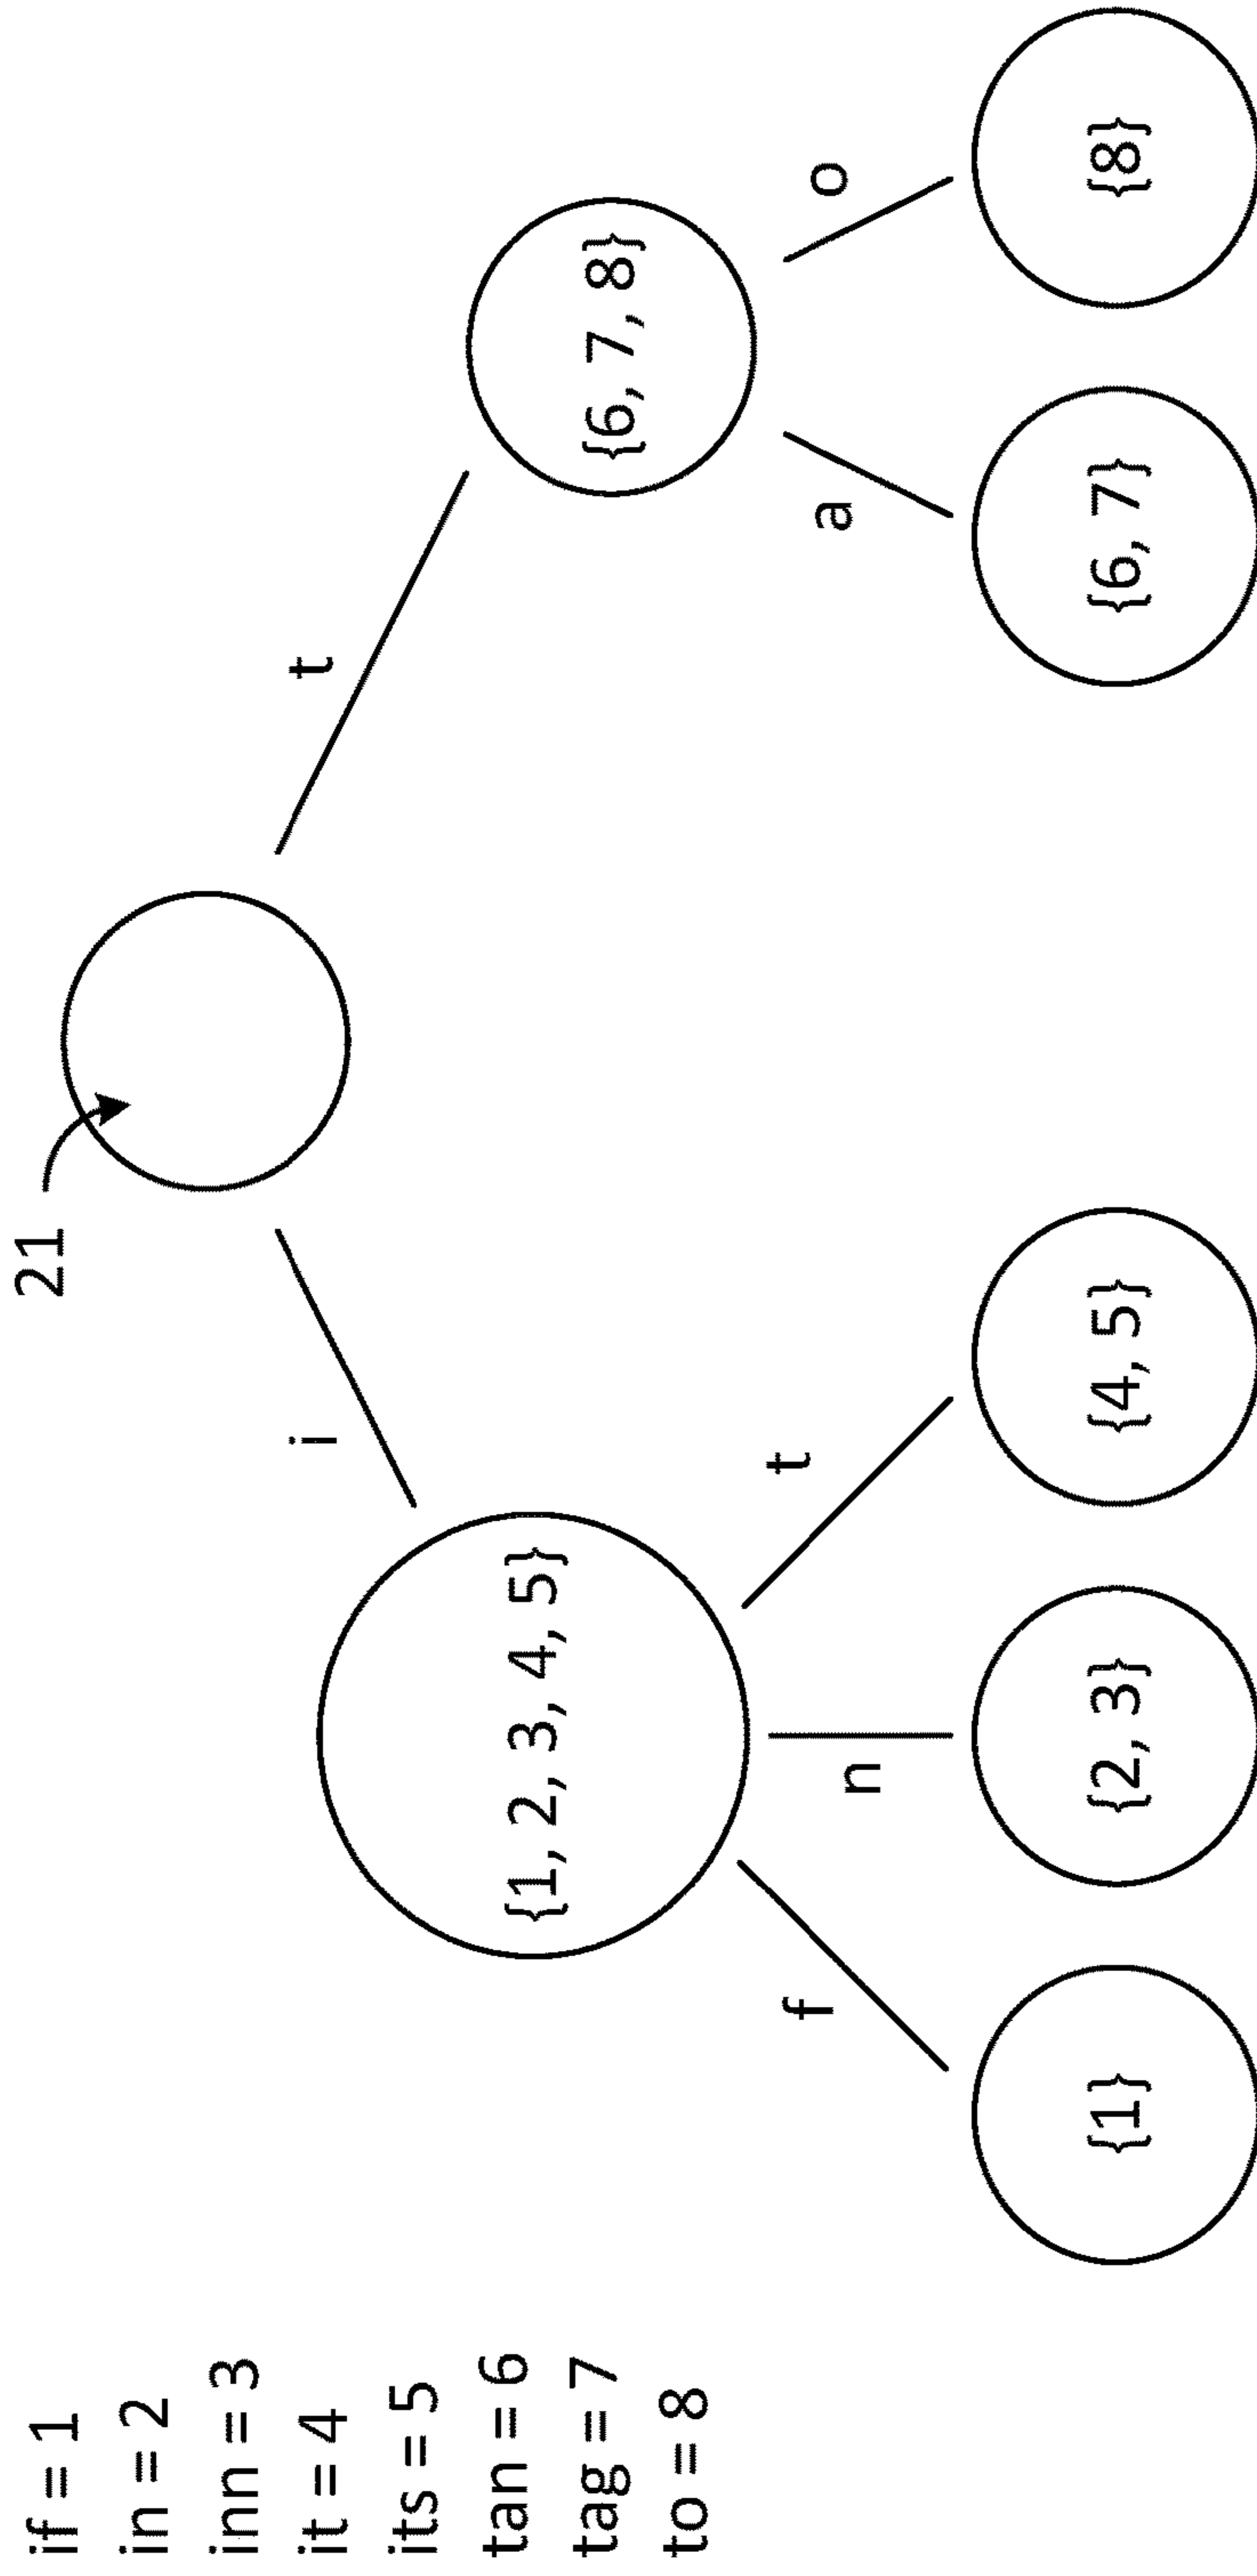 if = 1
in = 2
inn = 3
it = 4
its = 5
tan = 6
tag = 7
to = 8
21
i
t
{1, 2, 3, 4, 5}
{6, 7, 8}
f
n
t
a
o
{1}
{2, 3}
{4, 5}
{6, 7}
{8}